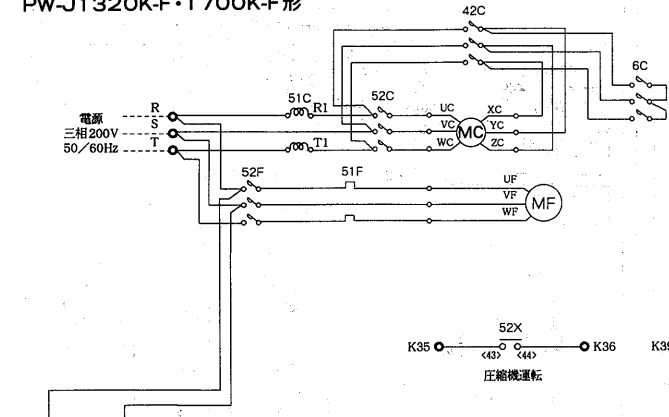 PW-J1320K-F・1700K-F形
42C
6C
51C
R1
52C
電源
三相200V
50／60Hz
R
S
T
T1
UC
VC
WC
MC
XC
YC
ZC
52F
51F
UF
VF
WF
MF
52X
K35
<43>
<44>
K36
K39
圧縮機運転